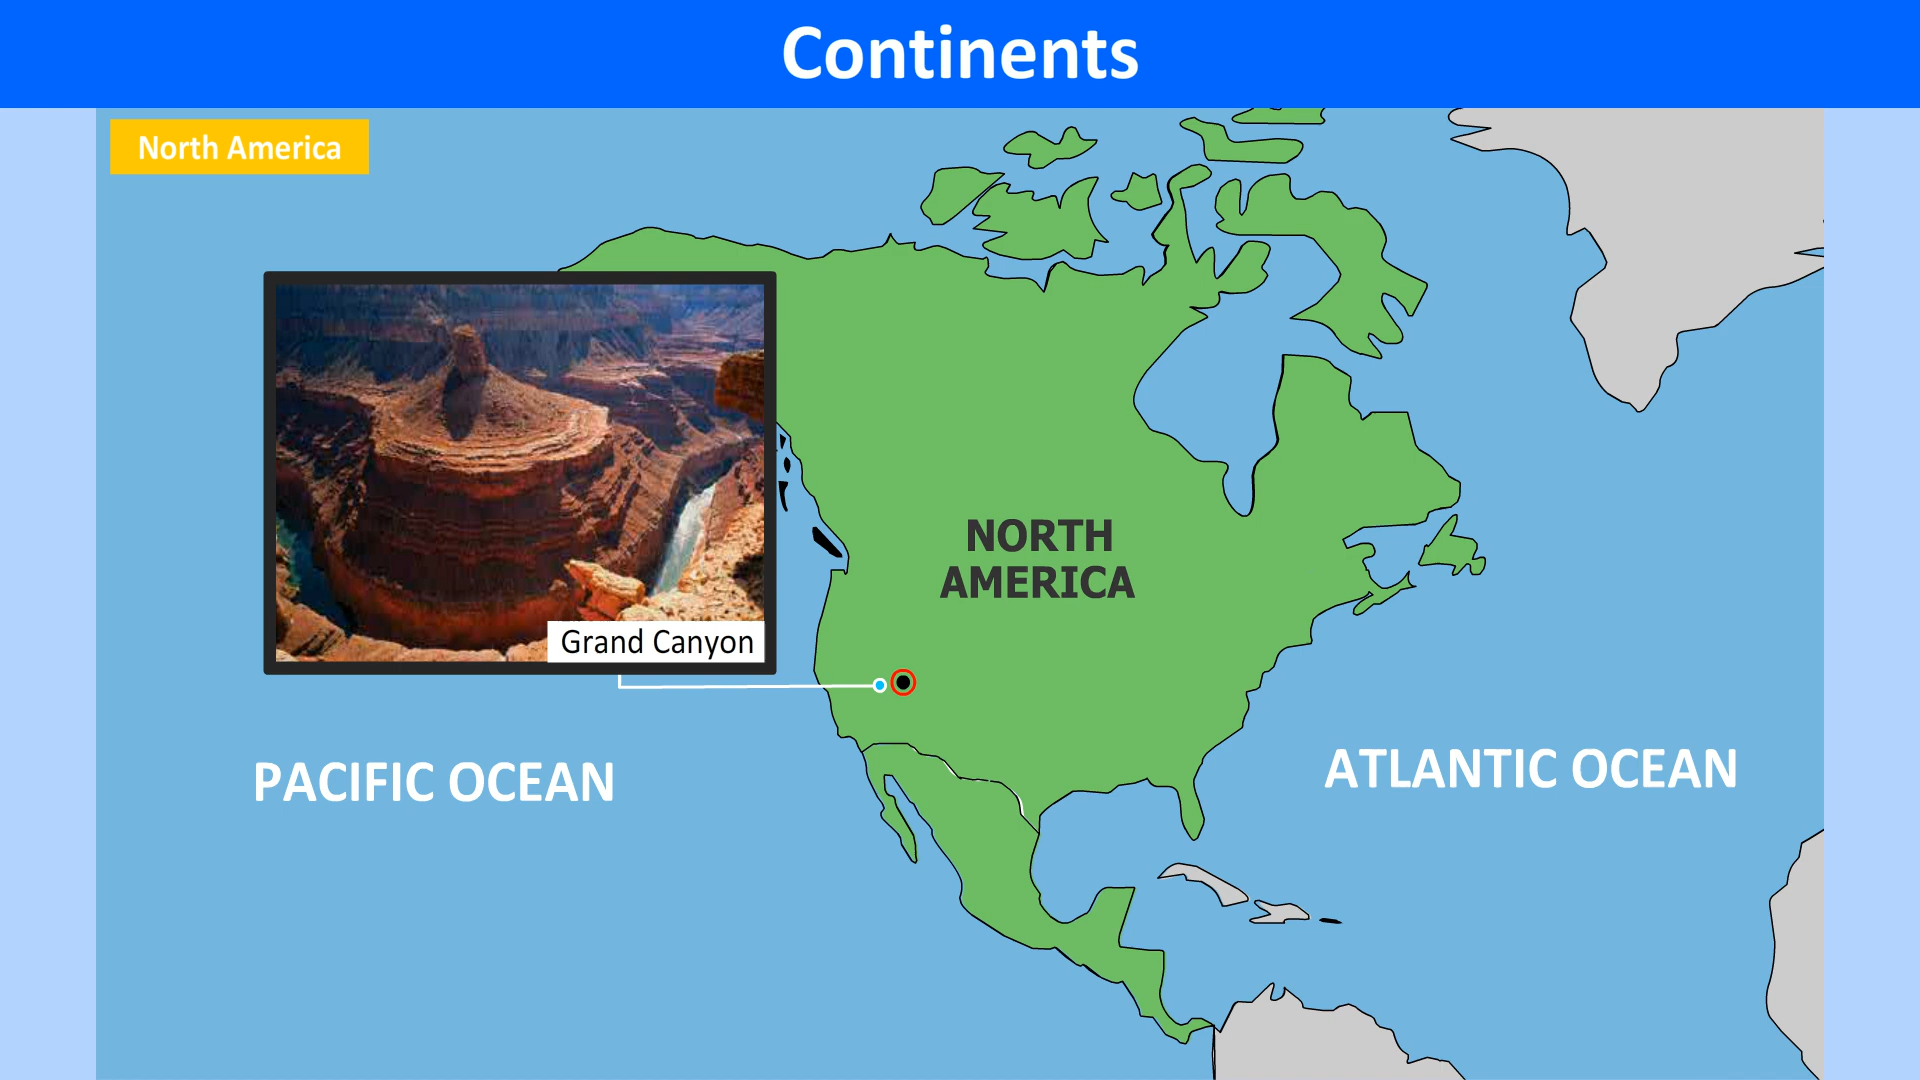 Continents
North America
NORTH
AMERICA
Grand Canyon
PACIFIC OCEAN
ATLANTIC OCEAN